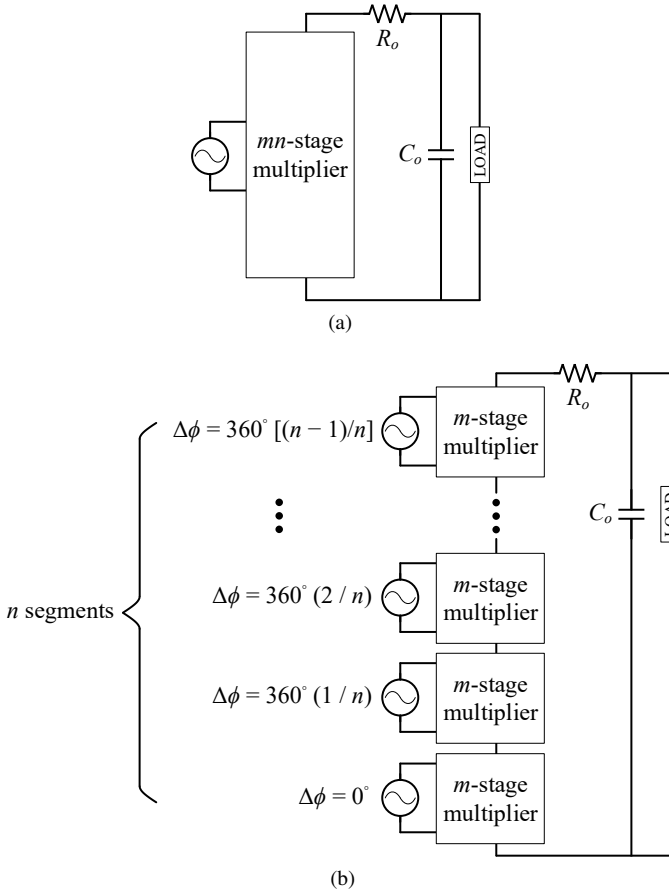 R_o
mn-stage
multiplier
C_o
LOAD
(a)
Δϕ = 360° [(n − 1)/n]
m-stage
multiplier
R_o
C_o
LOAD
Δϕ = 360° (2 / n)
m-stage
multiplier
n segments
Δϕ = 360° (1 / n)
m-stage
multiplier
Δϕ = 0°
m-stage
multiplier
(b)